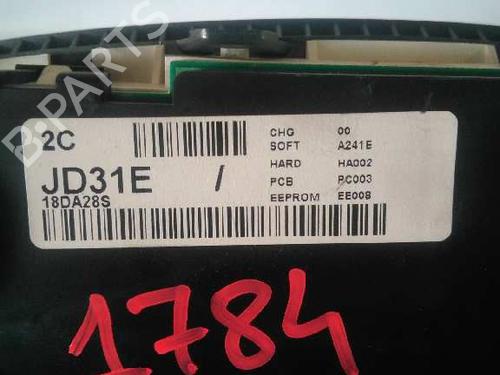 2C
CHG 00
SOFT A241E
JD31E /
HARD HA002
PCB PC003
18DA28S
EEPROM EE008
B-PARTS
1784